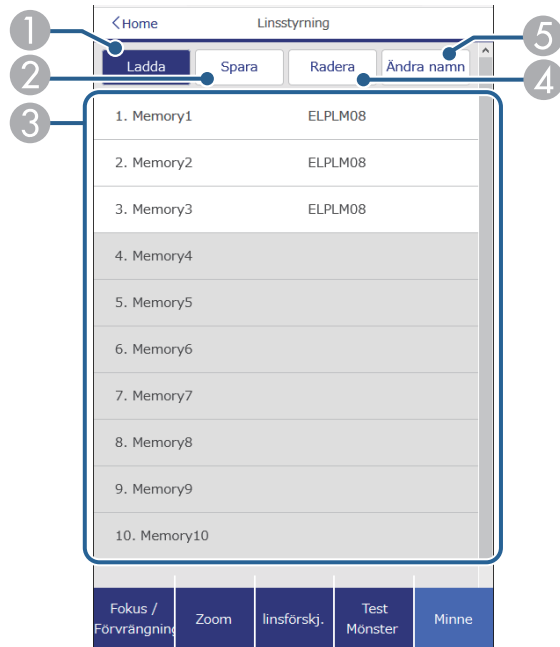 <Home Linsstyrning
1 2 3 4 5
Ladda Spara Radera Ändra namn
1. Memory1 ELPLM08
2. Memory2 ELPLM08
3. Memory3 ELPLM08
4. Memory4
5. Memory5
6. Memory6
7. Memory7
8. Memory8
9. Memory9
10. Memory10
Fokus /
Förvrängning
Zoom
linsförskj.
Test
Mönster
Minne